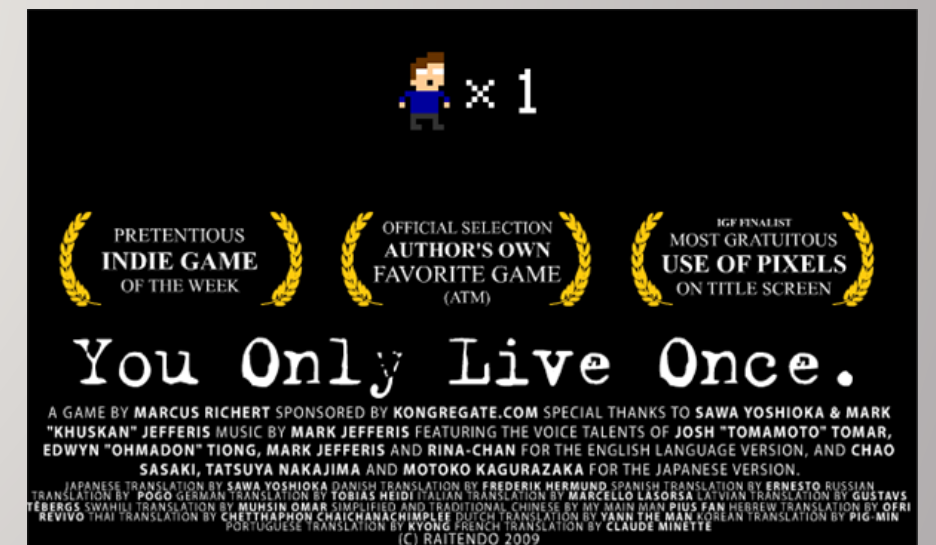 x 1
PRETENTIOUS
INDIE GAME
OF THE WEEK
OFFICIAL SELECTION
AUTHOR'S OWN
FAVORITE GAME
(ATM)
IGF FINALIST
MOST GRATUITOUS
USE OF PIXELS
ON TITLE SCREEN
You Only Live Once.
A GAME BY MARCUS RICHERT SPONSORED BY KONGREGATE.COM SPECIAL THANKS TO SAWA YOSHIOKA & MARK
"KHUSKAN" JEFFERIS MUSIC BY MARK JEFFERIS FEATURING THE VOICE TALENTS OF JOSH "TOMAMOTO" TOMAR,
EDWYN "OHMADON" TIONG, MARK JEFFERIS AND RINA-CHAN FOR THE ENGLISH LANGUAGE VERSION, AND CHAO
SASAKI, TATSUYA NAKAJIMA AND MOTOKO KAGURAZAKA FOR THE JAPANESE VERSION.
JAPANESE TRANSLATION BY SAWA YOSHIOKA DANISH TRANSLATION BY FREDERIK HERMUND SPANISH TRANSLATION BY ERNESTO RUSSIAN
TRANSLATION BY POGO GERMAN TRANSLATION BY TOBIAS HEIDI ITALIAN TRANSLATION BY MARCELLO LASORSA LATVIAN TRANSLATION BY GUSTAVS
TĒBERGS SWAHILI TRANSLATION BY MUHSIN OMAR SIMPLIFIED AND TRADITIONAL CHINESE BY MY MAIN MAN PIUS FAN HEBREW TRANSLATION BY OFRI
REVIVO THAI TRANSLATION BY CHETTHAPHON CHAICHANACHIMPLEE DUTCH TRANSLATION BY YANN THE MAN KOREAN TRANSLATION BY PIG-MIN
PORTUGUESE TRANSLATION BY KYONG FRENCH TRANSLATION BY CLAUDE MINETTE
(C) RAITENDO 2009